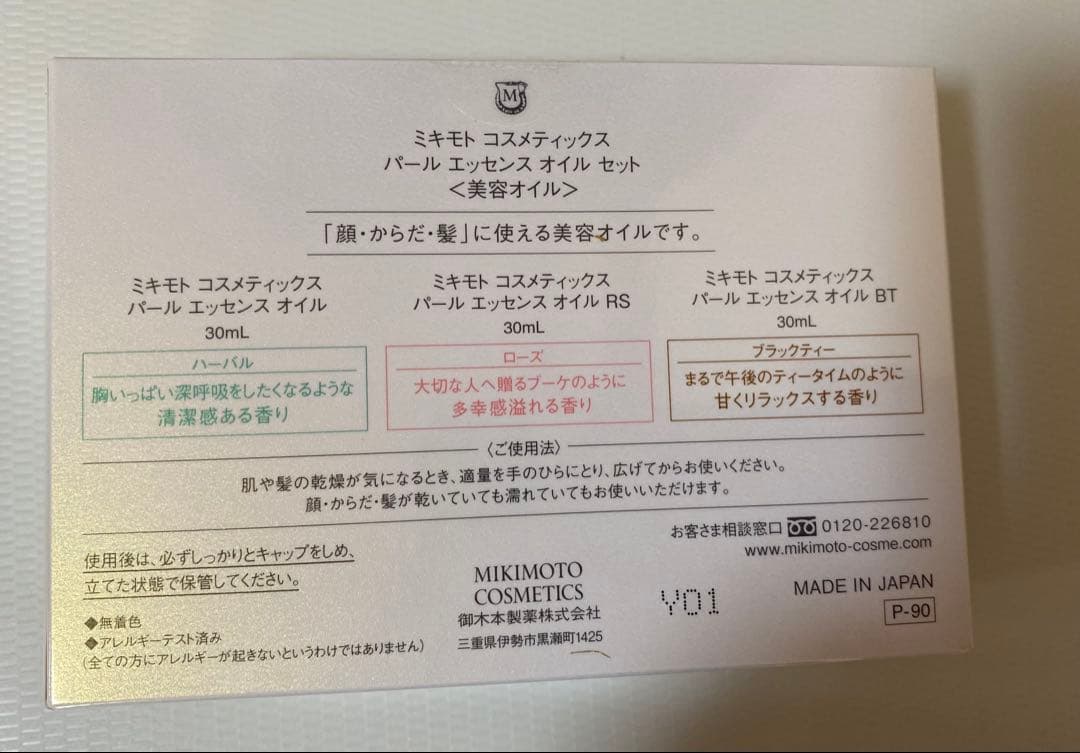 M
ミキモト コスメティックス
パール エッセンス オイル セット
＜美容オイル＞
「顔・からだ・髪」に使える美容オイルです。
ミキモト コスメティックス
パール エッセンス オイル
30mL
ハーバル
胸いっぱい深呼吸をしたくなるような
清潔感ある香り
ミキモト コスメティックス
パール エッセンス オイル RS
30mL
ローズ
大切な人へ贈るブーケのように
多幸感溢れる香り
ミキモト コスメティックス
パール エッセンス オイル BT
30mL
ブラックティー
まるで午後のティータイムのように
甘くリラックスする香り
〈ご使用法〉
肌や髪の乾燥が気になるとき、適量を手のひらにとり、広げてからお使いください。
顔・からだ・髪が乾いていても濡れていてもお使いいただけます。
使用後は、必ずしっかりとキャップをしめ、
立てた状態で保管してください。
◆無着色
◆アレルギーテスト済み
(全ての方にアレルギーが起きないというわけではありません)
MIKIMOTO
COSMETICS
御木本製薬株式会社
三重県伊勢市黒瀬町1425
YO1
お客さま相談窓口 0120-226810
www.mikimoto-cosme.com
MADE IN JAPAN
P-90